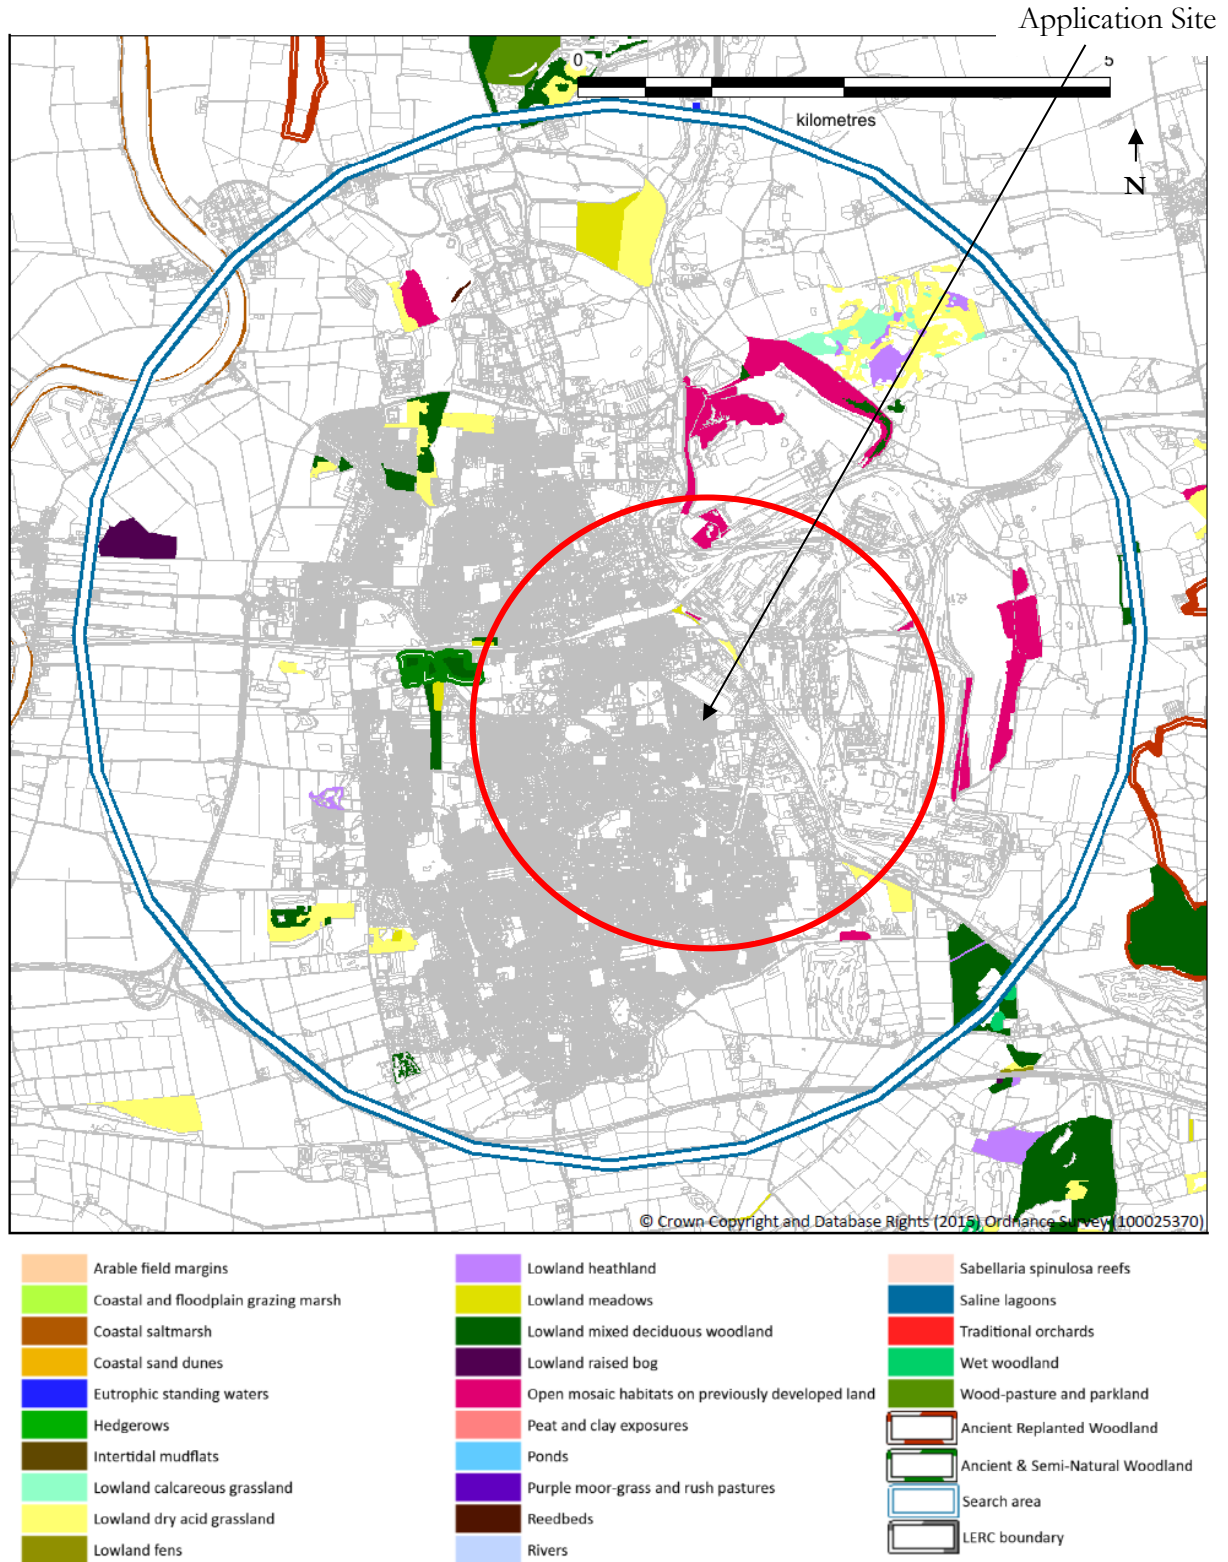 Application Site
0 5
kilometres
N
© Crown Copyright and Database Rights (2015) Ordnance Survey (100025370)
Arable field margins
Coastal and floodplain grazing marsh
Coastal saltmarsh
Coastal sand dunes
Eutrophic standing waters
Hedgerows
Intertidal mudflats
Lowland calcareous grassland
Lowland dry acid grassland
Lowland fens
Lowland heathland
Lowland meadows
Lowland mixed deciduous woodland
Lowland raised bog
Open mosaic habitats on previously developed land
Peat and clay exposures
Ponds
Purple moor-grass and rush pastures
Reedbeds
Rivers
Sabellaria spinulosa reefs
Saline lagoons
Traditional orchards
Wet woodland
Wood-pasture and parkland
Ancient Replanted Woodland
Ancient & Semi-Natural Woodland
Search area
LERC boundary